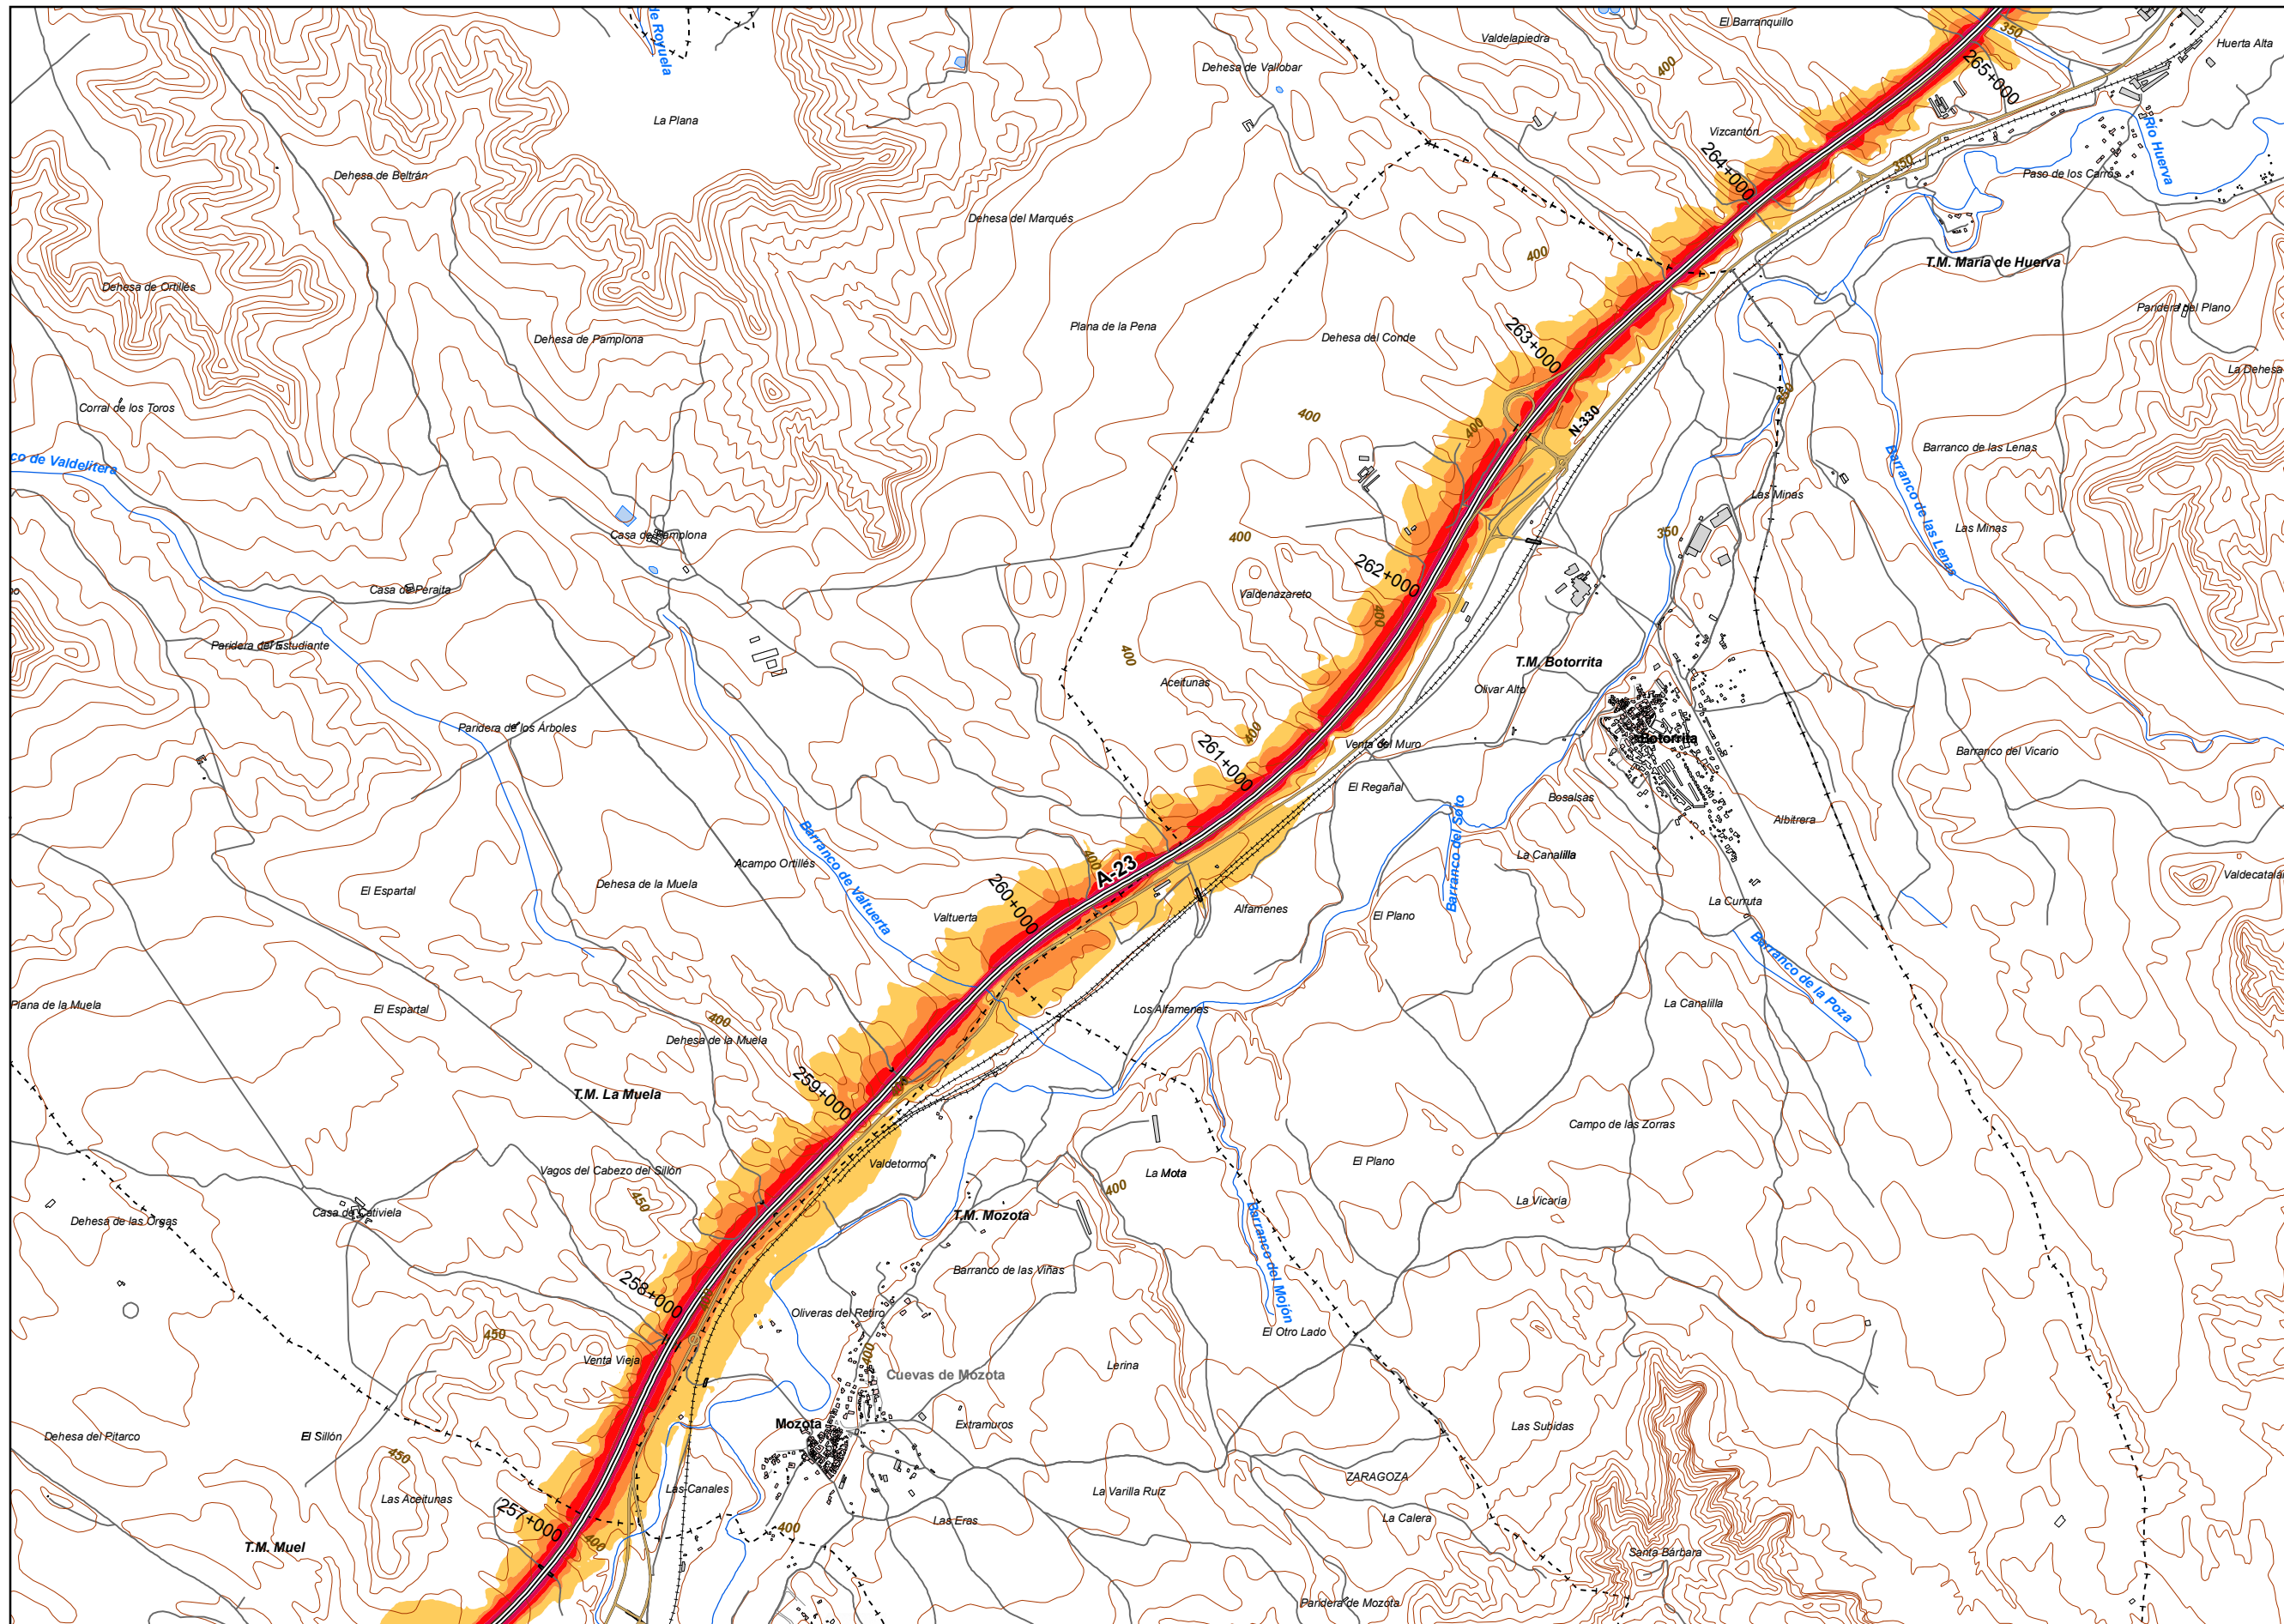 de Royuela
El Barranquillo
350
Huerta Alta
Valdelapiedra
Dehesa de Vallobar
400
265+000
La Plana
Vizcantón
Río Huerva
264+000
350
Dehesa de Beltrán
Paso de los Carros
Dehesa del Marqués
400
T.M. María de Huerva
Dehesa de Ortillés
Paridera del Plano
Plana de la Pena
263+000
Dehesa del Conde
Dehesa de Pamplona
La Dehesa
350
Corral de los Toros
400
400
N-330
Barranco de las Lenas
co de Valdelitera
Barranco de las Lenas
Las Minas
Las Minas
Casa de Pamplona
400
350
262+000
Casa de Peraita
Valdenazareto
400
Paridera del Estudiante
400
T.M. Botorrita
Aceitunas
Olivar Alto
Paridera de los Árboles
400
Botorrita
261+000
Venta del Muro
Barranco del Vicario
El Regañal
Bosalsas
Barranco del Soto
Albitrera
Barranco de Valtuerta
400
A-23
La Canalilla
Acampo Ortillés
Valdecatalán
El Espartal
Dehesa de la Muela
260+000
La Curruta
Valtuerta
Alfamenes
El Plano
Barranco de la Poza
Plana de la Muela
El Espartal
Los Alfamenes
La Canalilla
400
Dehesa de la Muela
T.M. La Muela
259+000
Campo de las Zorras
Vagos del Cabezo del Sillón
Valdetormo
La Mota
El Plano
450
400
La Vicaría
Casa de Cativiela
T.M. Mozota
Dehesa de las Orgas
Barranco del Mojón
Barranco de las Viñas
258+000
Oliveras del Retiro
450
El Otro Lado
Venta Vieja
400
Lerina
Cuevas de Mozota
Mozota
Extramuros
Las Subidas
Dehesa del Pitarco
El Sillón
450
ZARAGOZA
Las Canales
La Varilla Ruiz
Las Aceitunas
257+000
Las Eras
La Calera
400
400
T.M. Muel
Santa Bárbara
Paridera de Mozota